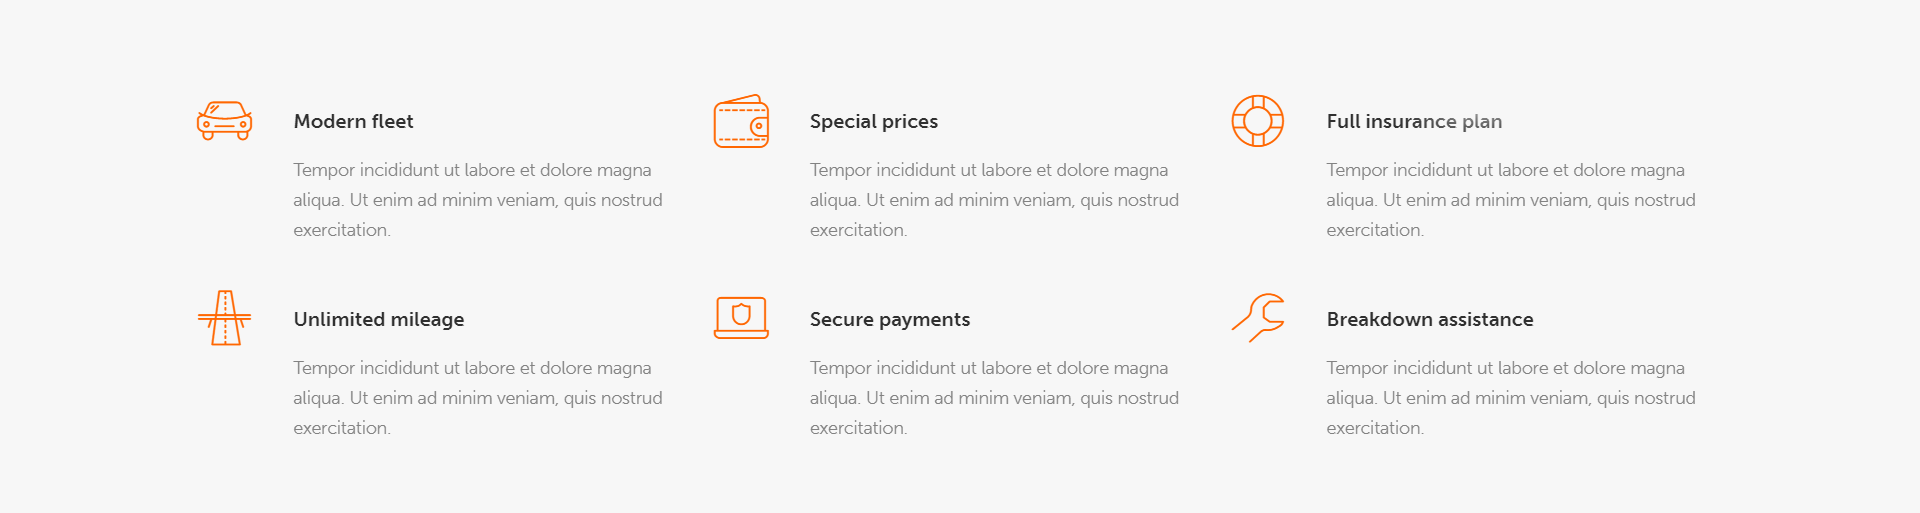 Modern fleet
Tempor incididunt ut labore et dolore magna
aliqua. Ut enim ad minim veniam, quis nostrud
exercitation.
Special prices
Tempor incididunt ut labore et dolore magna
aliqua. Ut enim ad minim veniam, quis nostrud
exercitation.
Full insurance plan
Tempor incididunt ut labore et dolore magna
aliqua. Ut enim ad minim veniam, quis nostrud
exercitation.
Unlimited mileage
Tempor incididunt ut labore et dolore magna
aliqua. Ut enim ad minim veniam, quis nostrud
exercitation.
Secure payments
Tempor incididunt ut labore et dolore magna
aliqua. Ut enim ad minim veniam, quis nostrud
exercitation.
Breakdown assistance
Tempor incididunt ut labore et dolore magna
aliqua. Ut enim ad minim veniam, quis nostrud
exercitation.